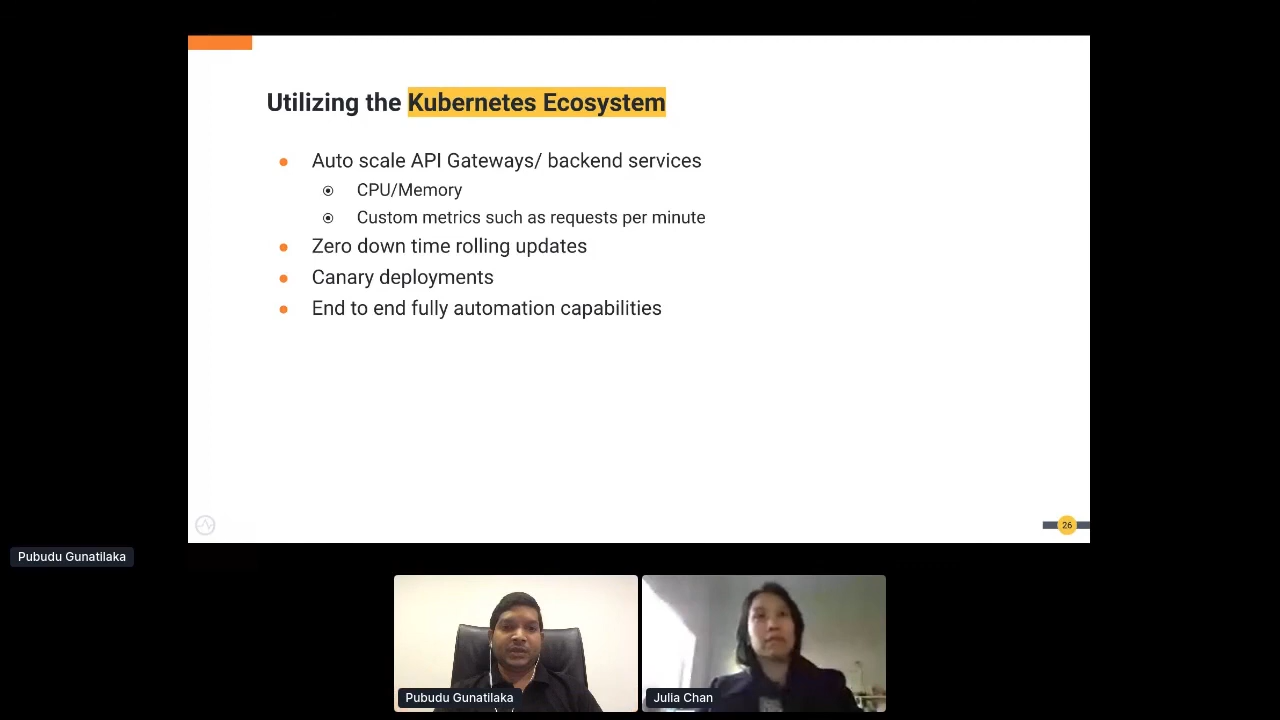 Utilizing the Kubernetes Ecosystem
Auto scale API Gateways/ backend services
CPU/Memory
Custom metrics such as requests per minute
Zero down time rolling updates
Canary deployments
End to end fully automation capabilities
26
Pubudu Gunatilaka
Pubudu Gunatilaka
Julia Chan